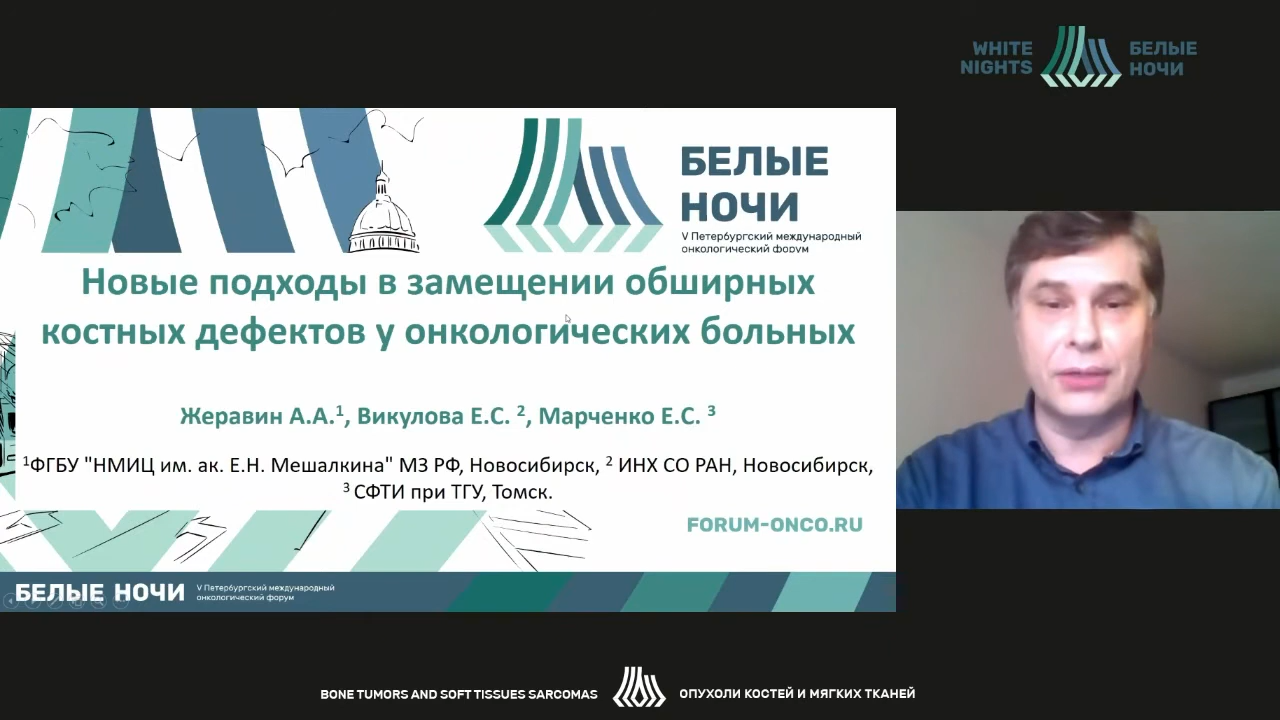 WHITE
NIGHTS
БЕЛЫЕ
НОЧИ
БЕЛЫЕ
НОЧИ
V Петербургский международный
онкологический форум
Новые подходы в замещении обширных
костных дефектов у онкологических больных
Жеравин А.А.¹, Викулова Е.С. ², Марченко Е.С. ³
¹ФГБУ "НМИЦ им. ак. Е.Н. Мешалкина" МЗ РФ, Новосибирск, ² ИНХ СО РАН, Новосибирск,
³ СФТИ при ТГУ, Томск.
FORUM-ONCO.RU
БЕЛЫЕ НОЧИ
V Петербургский международный
онкологический форум
BONE TUMORS AND SOFT TISSUES SARCOMAS
ОПУХОЛИ КОСТЕЙ И МЯГКИХ ТКАНЕЙ